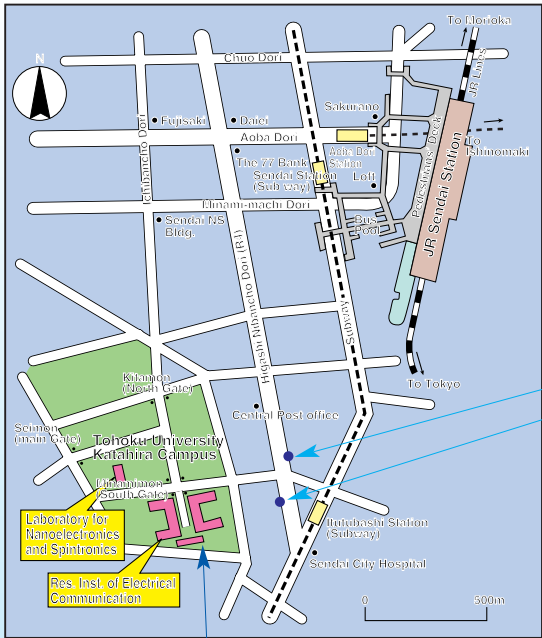 To Morioka
JR Lines
Chuo Dori
N
Sakurano
Fujisaki
Daiei
Ichibancho Dori
Aoba Dori
Aoba Dori
Station
To
Ishinomaki
The 77 Bank
Sendai Station
(Subway)
Loft
Pedestrians' Deck
JR Sendai Station
Minami-machi Dori
Sendai NS
Bldg.
Bus
Pool
Higashi Nibancho Dori (R4)
Subway
To Tokyo
Kitamon
(North Gate)
Central Post office
Seimon
(main Gate)
Tohoku University
Katahira Campus
Minamimon
(South Gate)
Laboratory for
Nanoelectronics
and Spintronics
Itutubashi Station
(Subway)
Sendai City Hospital
Res. Inst. of Electrical
Communication
0
500m